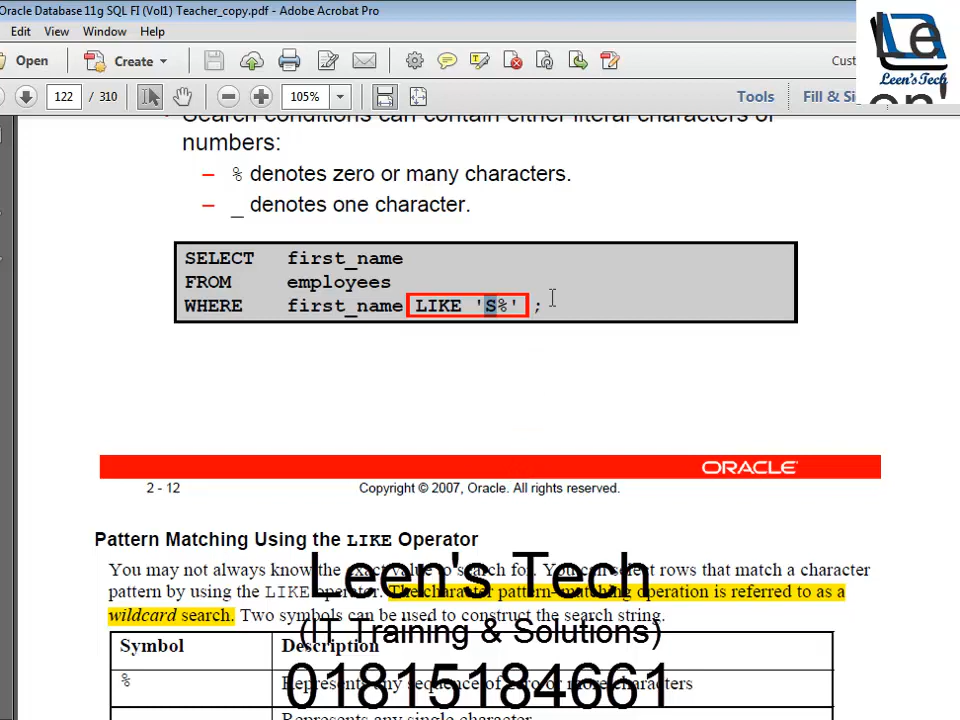 Oracle Database 11g SQL FI (Vol1) Teacher_copy.pdf - Adobe Acrobat Pro
Edit View Window Help
Open Create Cust
122 / 310 105% Tools Fill & Si
Le
Leen'sTech
Search conditions can contain either literal characters or
numbers:
– % denotes zero or many characters.
– _ denotes one character.
SELECT first_name
FROM employees
WHERE first_name LIKE 'S%' ;
ORACLE
2 - 12 Copyright © 2007, Oracle. All rights reserved.
Pattern Matching Using the LIKE Operator
You may not always know the exact value to search for. You can select rows that match a character
pattern by using the LIKE operator. The character pattern–matching operation is referred to as a
wildcard search. Two symbols can be used to construct the search string.
Leen's Tech
(IT Training & Solutions)
01815184661
Symbol Description
% Represents any sequence of zero or more characters
Represents any single character